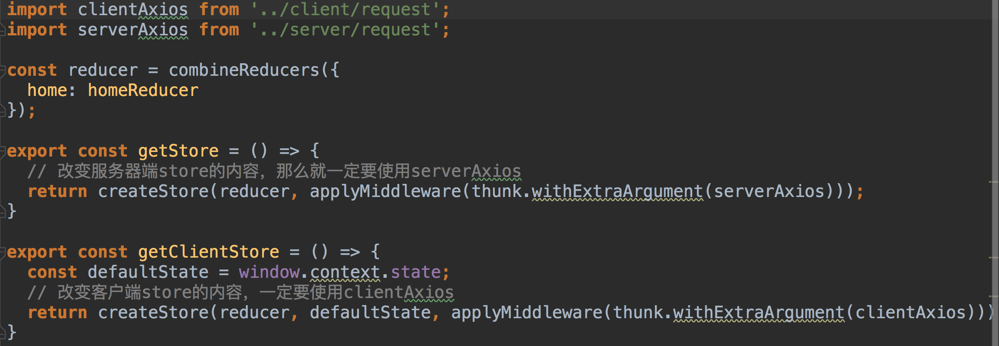 import clientAxios from '../client/request';
import serverAxios from '../server/request';
const reducer = combineReducers({
  home: homeReducer
});
export const getStore = () => {
  // 改变服务器端store的内容，那么就一定要使用serverAxios
  return createStore(reducer, applyMiddleware(thunk.withExtraArgument(serverAxios)));
}
export const getClientStore = () => {
  const defaultState = window.context.state;
  // 改变客户端store的内容，一定要使用clientAxios
  return createStore(reducer, defaultState, applyMiddleware(thunk.withExtraArgument(clientAxios)))
}